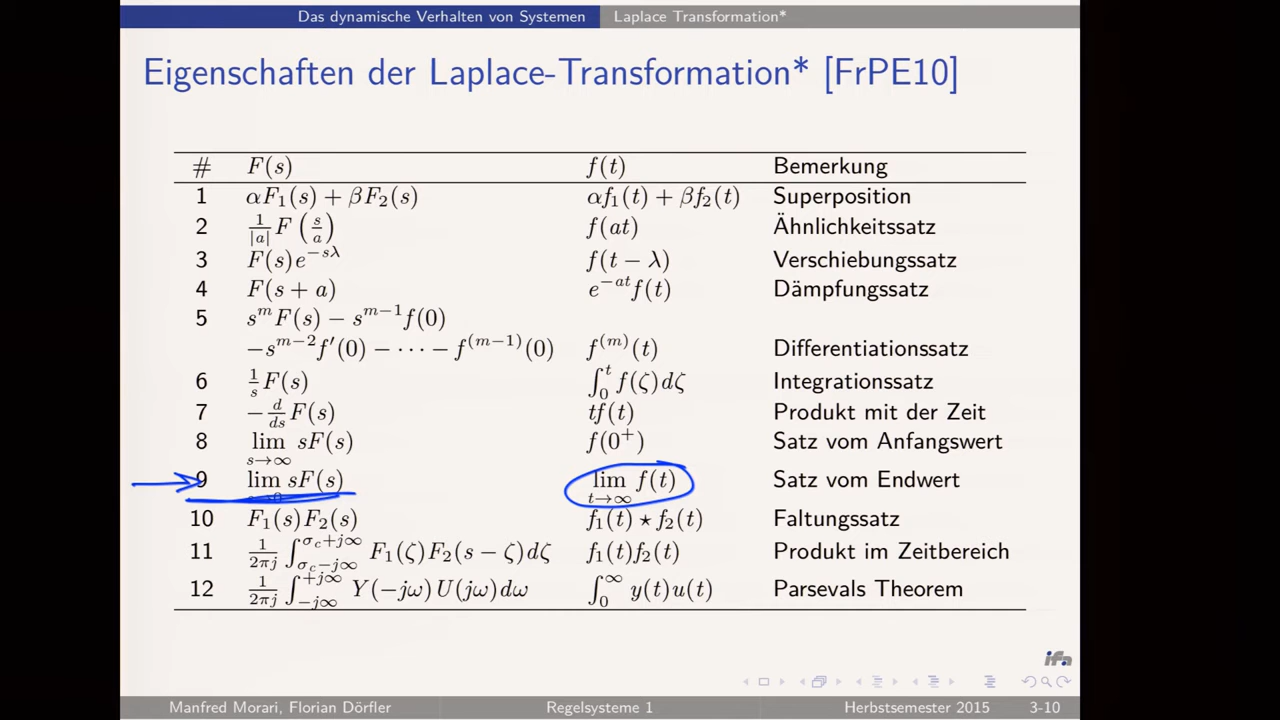 Das dynamische Verhalten von Systemen Laplace Transformation*
Eigenschaften der Laplace-Transformation* [FrPE10]
# F(s) f(t) Bemerkung
1 αF₁(s) + βF₂(s) αf₁(t) + βf₂(t) Superposition
2 1/|a| F (s/a) f(at) Ähnlichkeitssatz
3 F(s)e^{−sλ} f(t − λ) Verschiebungssatz
4 F(s + a) e^{−at}f(t) Dämpfungssatz
5 s^m F(s) − s^{m−1}f(0)
−s^{m−2}f′(0) − ⋯ − f^{(m−1)}(0) f^{(m)}(t) Differentiationssatz
6 1/s F(s) ∫₀^t f(ζ)dζ Integrationssatz
7 −d/ds F(s) tf(t) Produkt mit der Zeit
8 lim_{s→∞} sF(s) f(0⁺) Satz vom Anfangswert
9 lim_{s→0} sF(s) lim_{t→∞} f(t) Satz vom Endwert
10 F₁(s)F₂(s) f₁(t) ⋆ f₂(t) Faltungssatz
11 1/2πj ∫_{σ_c−j∞}^{σ_c+j∞} F₁(ζ)F₂(s − ζ)dζ f₁(t)f₂(t) Produkt im Zeitbereich
12 1/2πj ∫_{−j∞}^{+j∞} Y(−jω)U(jω)dω ∫₀^∞ y(t)u(t) Parsevals Theorem
ifa
Manfred Morari, Florian Dörfler Regelsysteme 1 Herbstsemester 2015 3-10